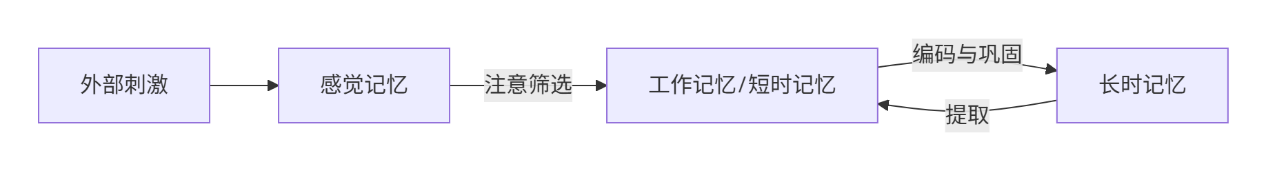 外部刺激
感觉记忆
注意筛选
工作记忆/短时记忆
编码与巩固
提取
长时记忆